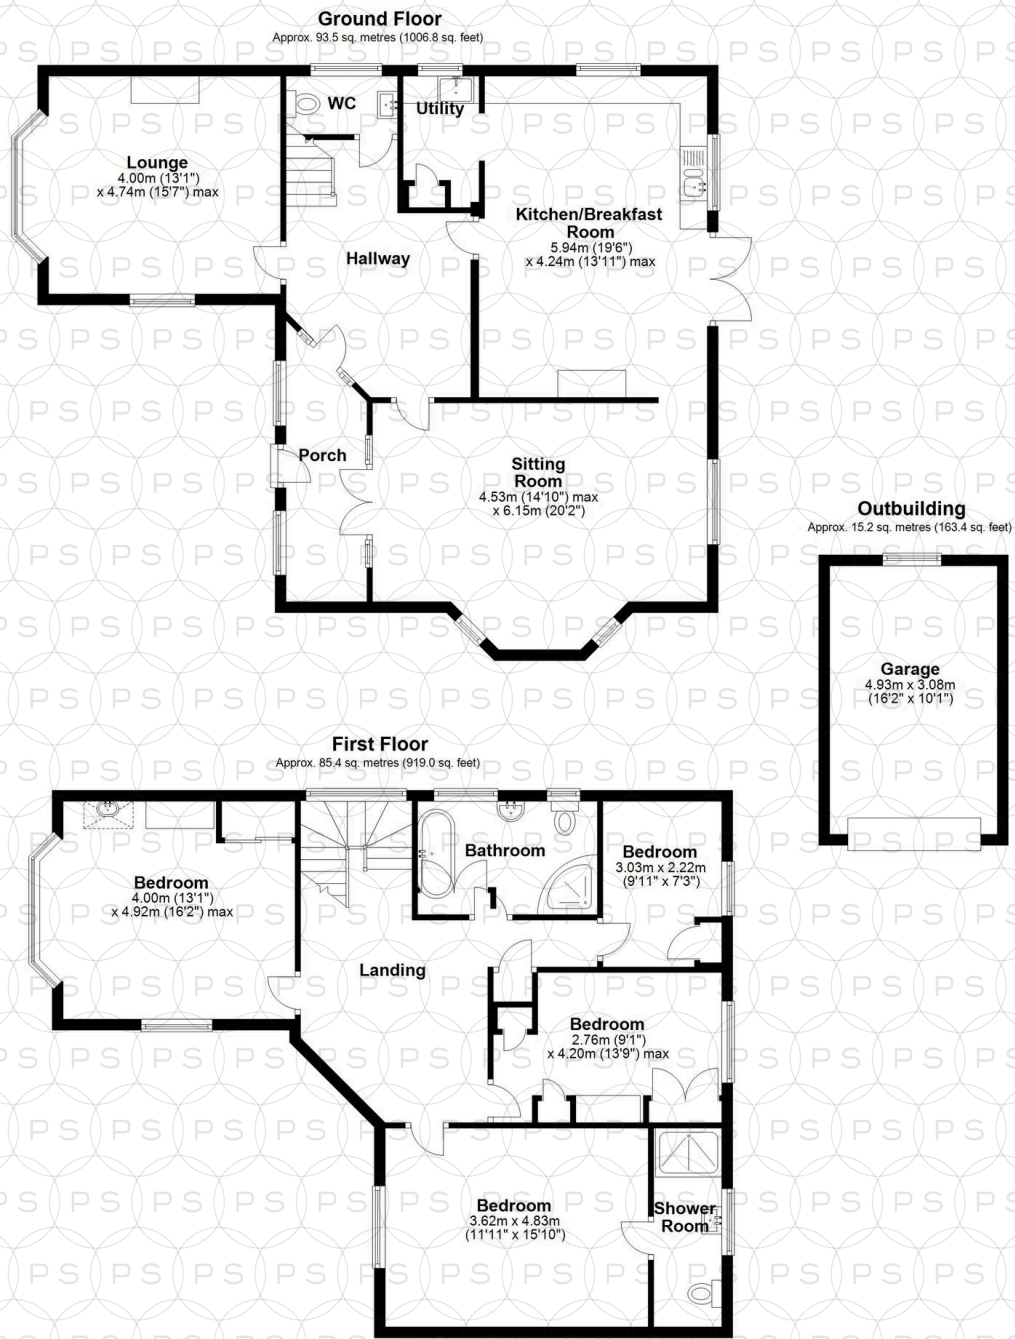 Ground Floor
Approx. 93.5 sq. metres (1006.8 sq. feet)
WC
Utility
Lounge
4.00m (13'1")
x 4.74m (15'7") max
Kitchen/Breakfast
Room
5.94m (19'6")
x 4.24m (13'11") max
Hallway
Porch
Sitting
Room
4.53m (14'10") max
x 6.15m (20'2")
Outbuilding
Approx. 15.2 sq. metres (163.4 sq. feet)
Garage
4.93m x 3.08m
(16'2" x 10'1")
First Floor
Approx. 85.4 sq. metres (919.0 sq. feet)
Bathroom
Bedroom
3.03m x 2.22m
(9'11" x 7'3")
Bedroom
4.00m (13'1")
x 4.92m (16'2") max
Landing
Bedroom
2.76m (9'1")
x 4.20m (13'9") max
Bedroom
3.62m x 4.83m
(11'11" x 15'10")
Shower
Room